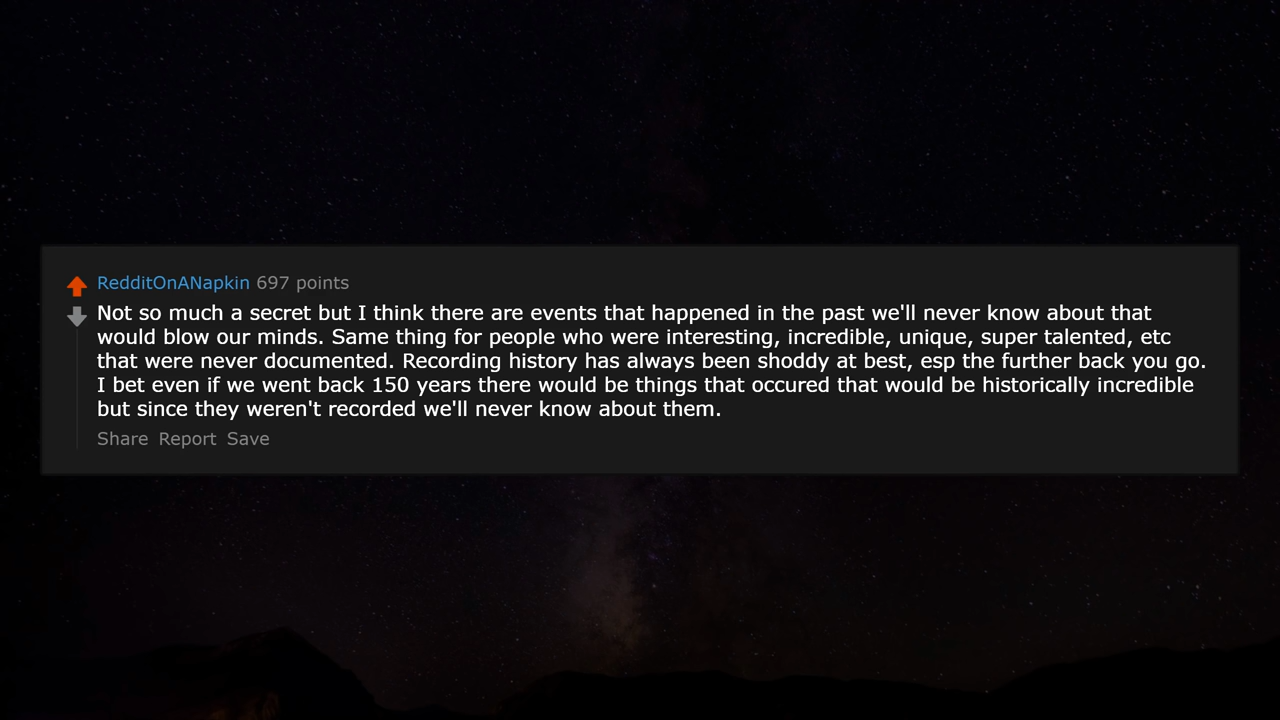 RedditOnANapkin 697 points
Not so much a secret but I think there are events that happened in the past we'll never know about that
would blow our minds. Same thing for people who were interesting, incredible, unique, super talented, etc
that were never documented. Recording history has always been shoddy at best, esp the further back you go.
I bet even if we went back 150 years there would be things that occured that would be historically incredible
but since they weren't recorded we'll never know about them.
Share Report Save